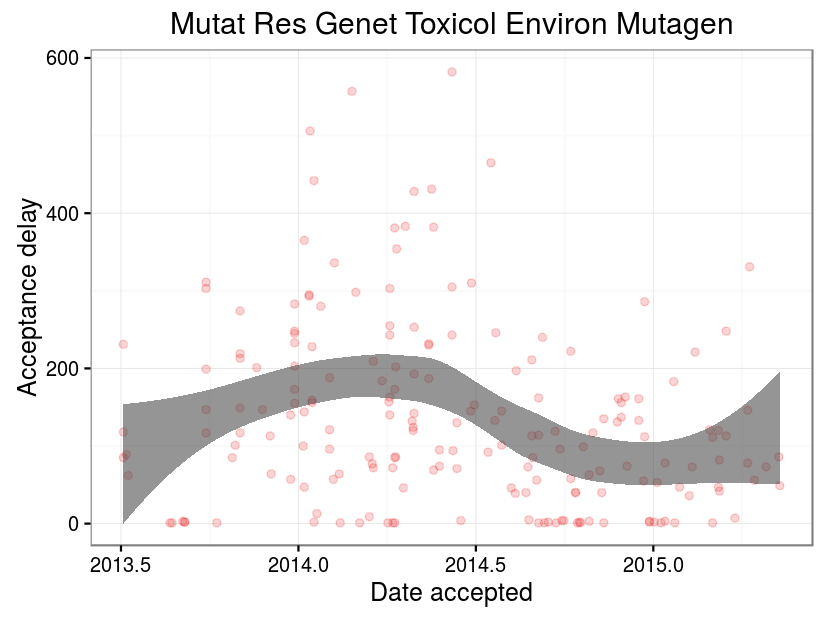 Mutat Res Genet Toxicol Environ Mutagen
600
400
200
0
Acceptance delay
2013.5 2014.0 2014.5 2015.0
Date accepted